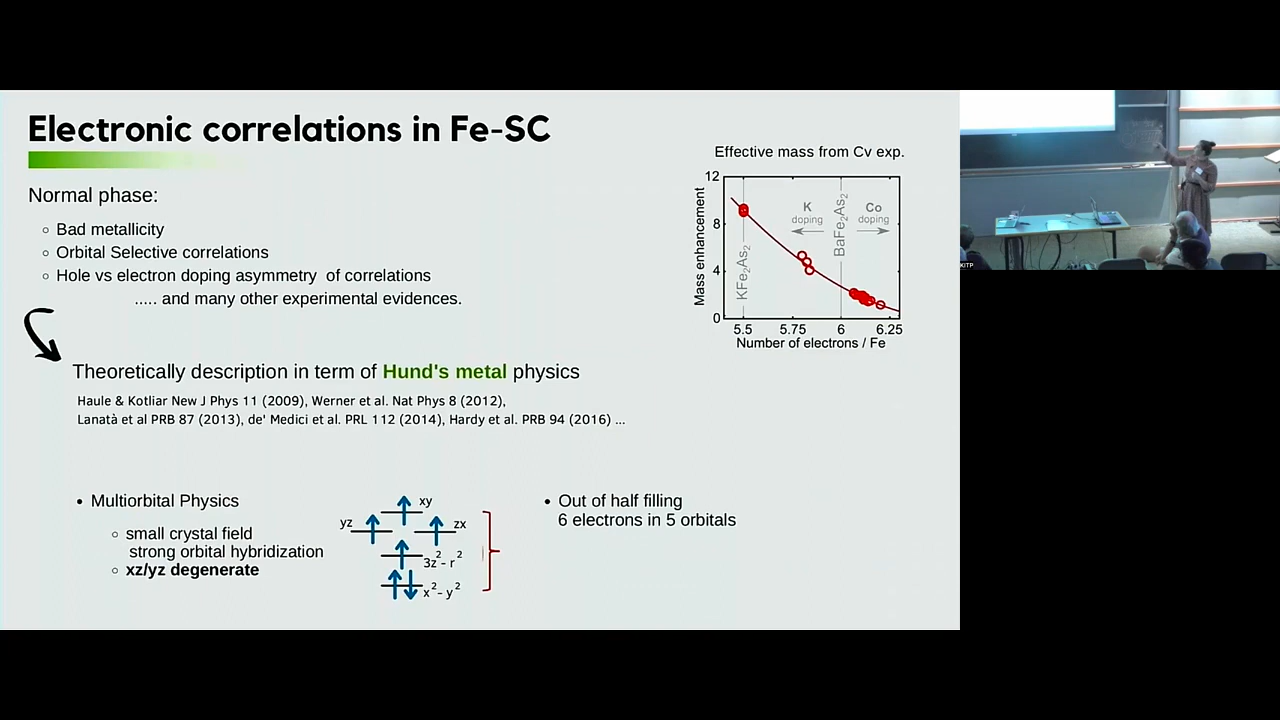 Electronic correlations in Fe-SC
Normal phase:
Bad metallicity
Orbital Selective correlations
Hole vs electron doping asymmetry of correlations
..... and many other experimental evidences.
Effective mass from Cv exp.
Mass enhancement
12
8
4
0
KFe2As2
K
doping
BaFe2As2
Co
doping
5.5 5.75 6 6.25
Number of electrons / Fe
Theoretically description in term of Hund's metal physics
Haule & Kotliar New J Phys 11 (2009), Werner et al. Nat Phys 8 (2012),
Lanatà et al PRB 87 (2013), de' Medici et al. PRL 112 (2014), Hardy et al. PRB 94 (2016) ...
• Multiorbital Physics
small crystal field
strong orbital hybridization
xz/yz degenerate
xy
yz zx
3z² - r²
x² - y²
• Out of half filling
6 electrons in 5 orbitals
KITP